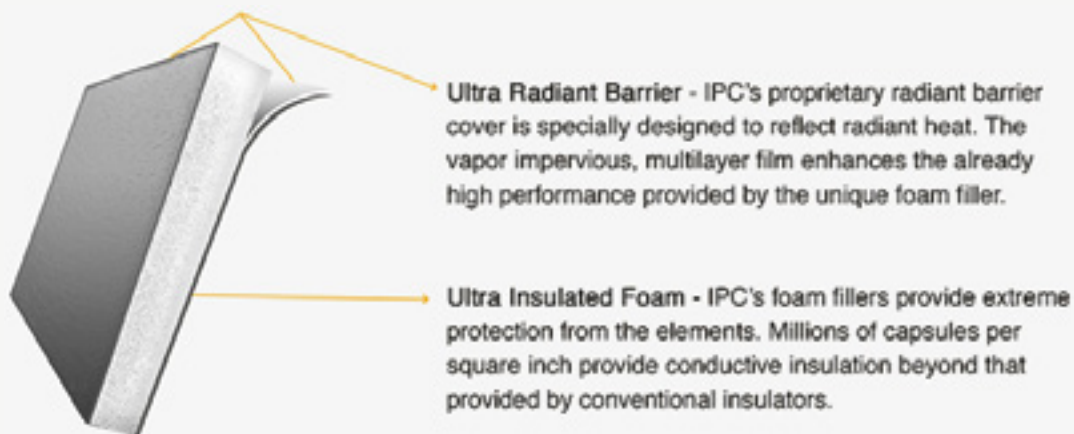 Ultra Radiant Barrier - IPC's proprietary radiant barrier
cover is specially designed to reflect radiant heat. The
vapor impervious, multilayer film enhances the already
high performance provided by the unique foam filler.
Ultra Insulated Foam - IPC's foam fillers provide extreme
protection from the elements. Millions of capsules per
square inch provide conductive insulation beyond that
provided by conventional insulators.